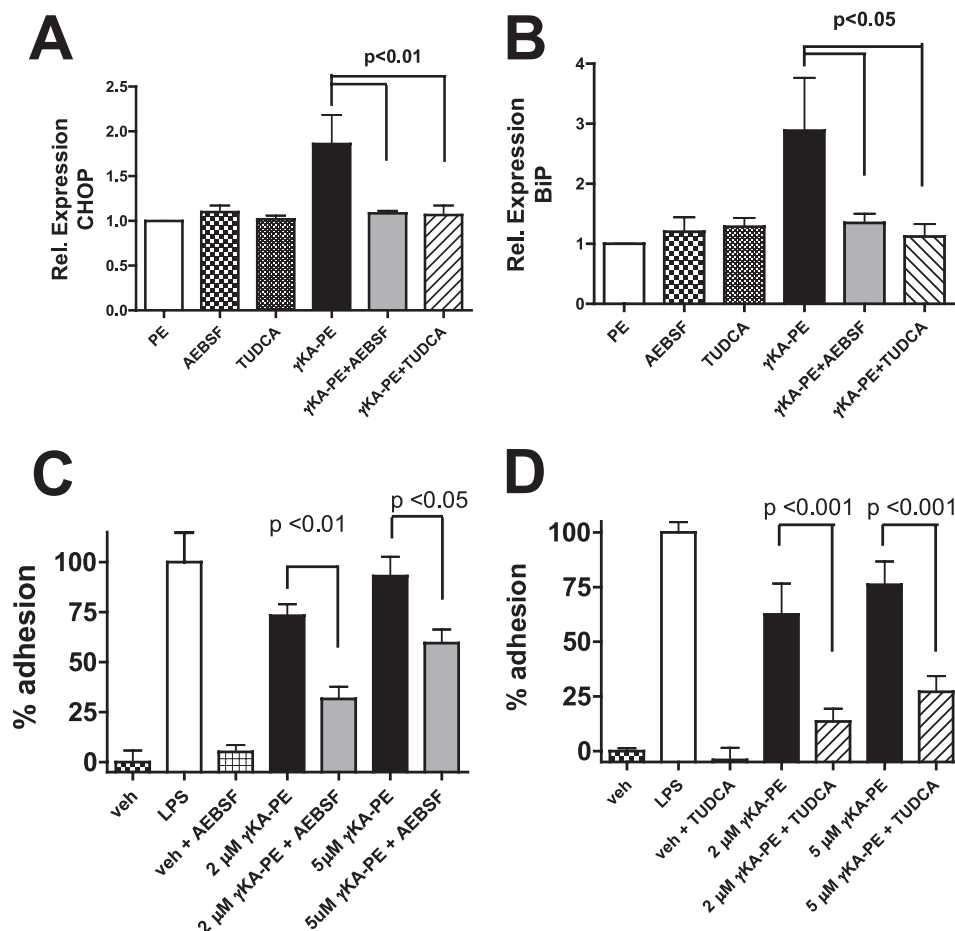 A
p<0.01
Rel. Expression
CHOP
2.5
2.0
1.5
1.0
0.5
0.0
PE
AEBSF
TUDCA
γKA-PE
γKA-PE+AEBSF
γKA-PE+TUDCA
B
p<0.05
Rel. Expression
BiP
4
3
2
1
0
PE
AEBSF
TUDCA
γKA-PE
γKA-PE+AEBSF
γKA-PE+TUDCA
C
p <0.01
p <0.05
% adhesion
100
75
50
25
0
veh
LPS
veh + AEBSF
2 µM γKA-PE
2 µM γKA-PE + AEBSF
5 µM γKA-PE
5uM γKA-PE + AEBSF
D
p <0.001
p <0.001
% adhesion
100
75
50
25
0
veh
LPS
veh + TUDCA
2 µM γKA-PE
2 µM γKA-PE + TUDCA
5 µM γKA-PE
5 µM γKA-PE + TUDCA